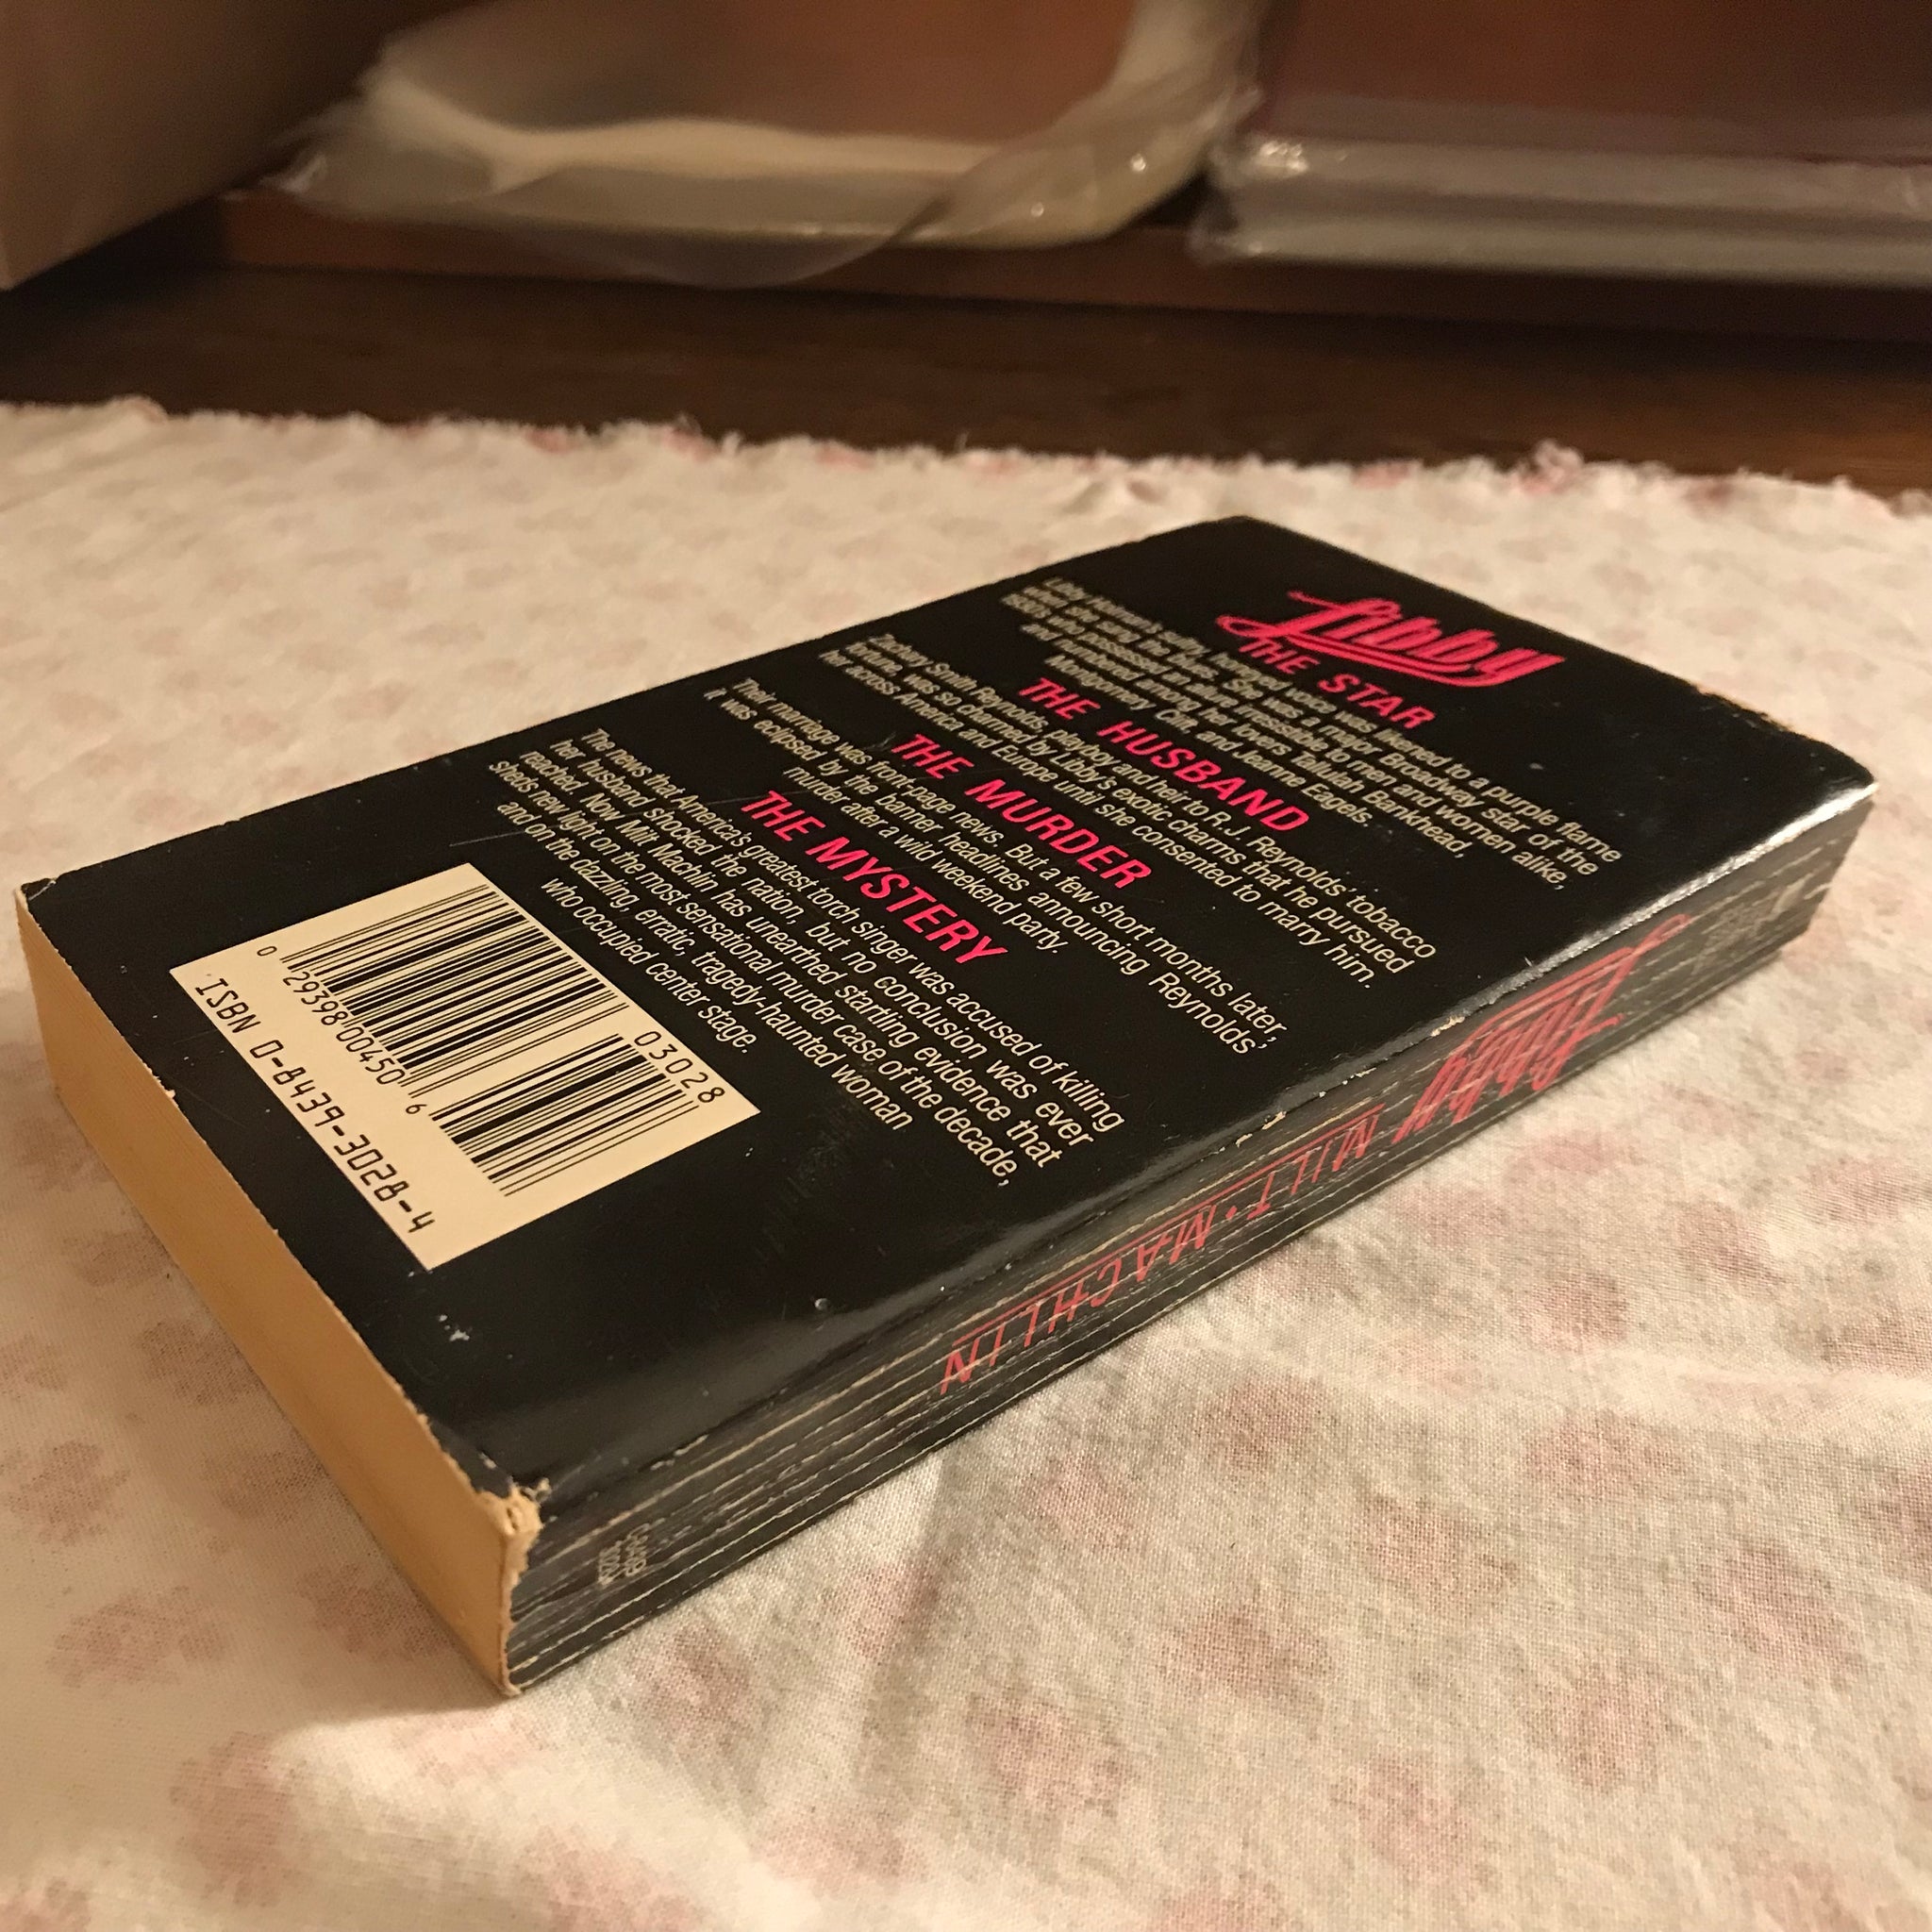 Libby
THE STAR
Libby Holman's sultry, throaty voice was likened to a purple flame
when she sang the blues. She was a major Broadway star of the
1930's who possessed an allure irresistible to men and women alike,
and numbered among her lovers Tallulah Bankhead,
Montgomery Clift, and Jeanne Eagels.
THE HUSBAND
Zachary Smith Reynolds, playboy and heir to R.J. Reynolds' tobacco
fortune, was so charmed by Libby's exotic charms that he pursued
her across America and Europe until she consented to marry him.
THE MURDER
Their marriage was front-page news. But a few short months later,
it was eclipsed by the banner headlines announcing Reynolds'
murder after a wild weekend party.
THE MYSTERY
The news that America's greatest torch singer was accused of killing
her husband shocked the nation, but no conclusion was ever
reached. Now Milt Machlin has unearthed startling evidence that
sheds new light on the most sensational murder case of the decade,
and on the dazzling, erratic, tragedy-haunted woman
who occupied center stage.
03028
0 29398 00450 6
ISBN 0-8439-3028-4
Libby
MILT MACHLIN